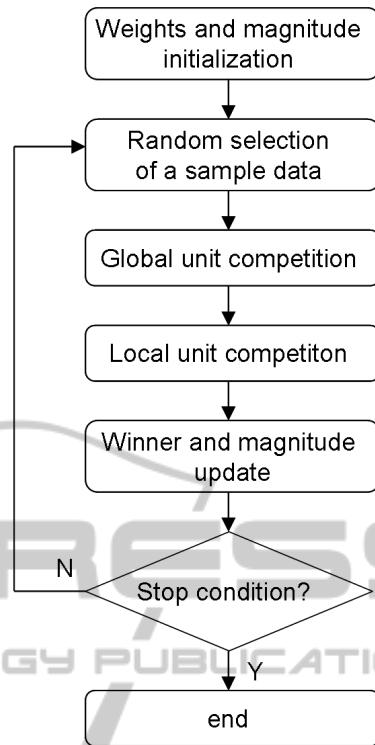 Weights and magnitude
initialization
Random selection
of a sample data
Global unit competition
Local unit competiton
Winner and magnitude
update
N
Stop condition?
Y
end